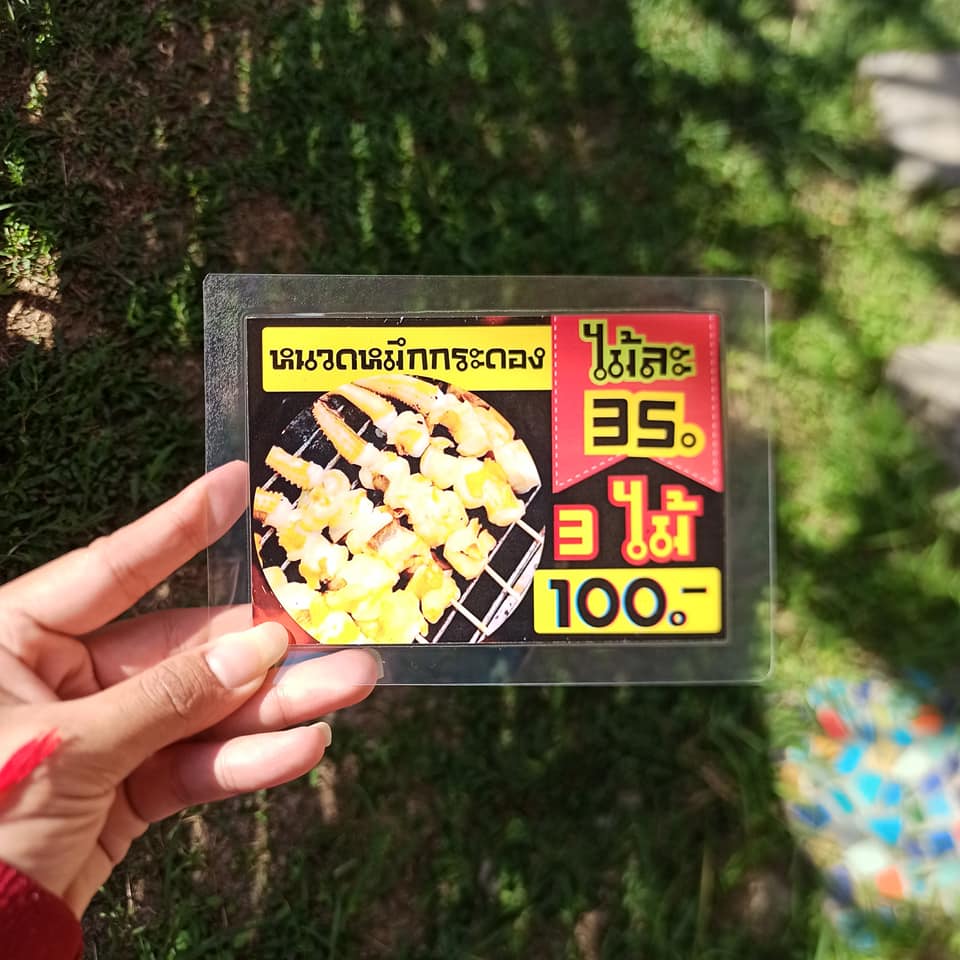 หนวดหมึกกระดอง
ไม้ละ
35.
3 ไม้
100.-